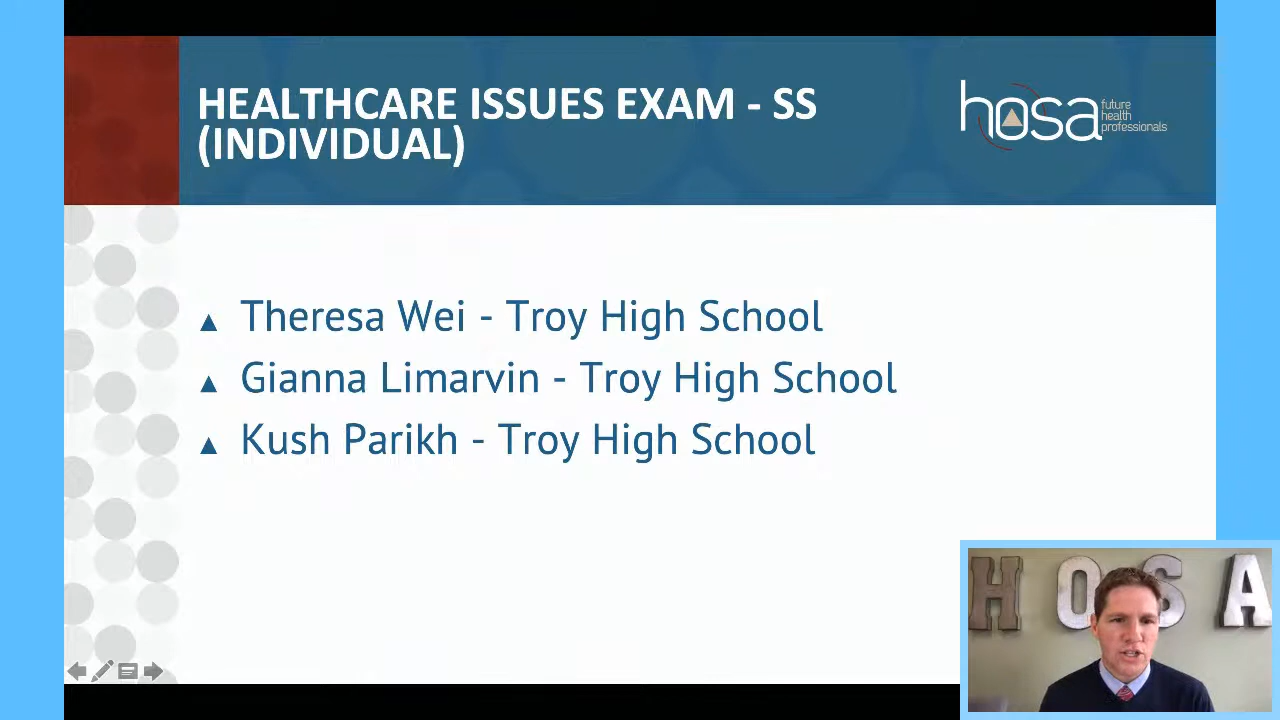 HEALTHCARE ISSUES EXAM - SS
(INDIVIDUAL)
hosa future health professionals
▲ Theresa Wei - Troy High School
▲ Gianna Limarvin - Troy High School
▲ Kush Parikh - Troy High School
HOSA